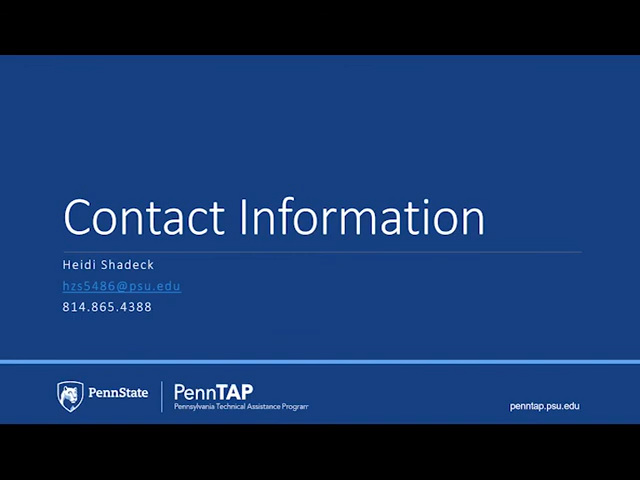 Contact Information
Heidi Shadeck
hzs5486@psu.edu
814.865.4388
PennState
PennTAP
Pennsylvania Technical Assistance Program
penntap.psu.edu